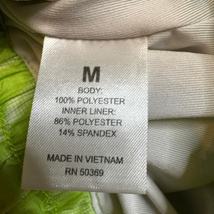 M
BODY:
100% POLYESTER
INNER LINER:
86% POLYESTER
14% SPANDEX
MADE IN VIETNAM
RN 50369